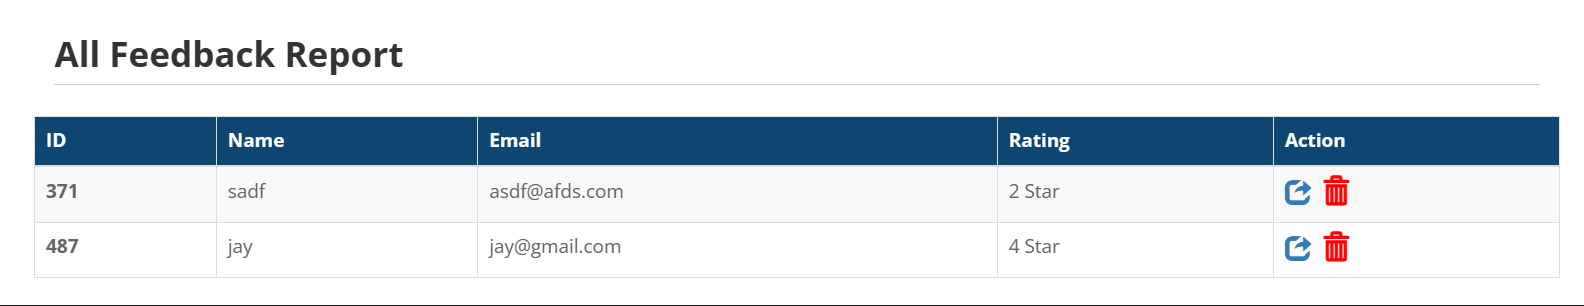 All Feedback Report
ID Name Email Rating Action
371 sadf asdf@afds.com 2 Star
487 jay jay@gmail.com 4 Star